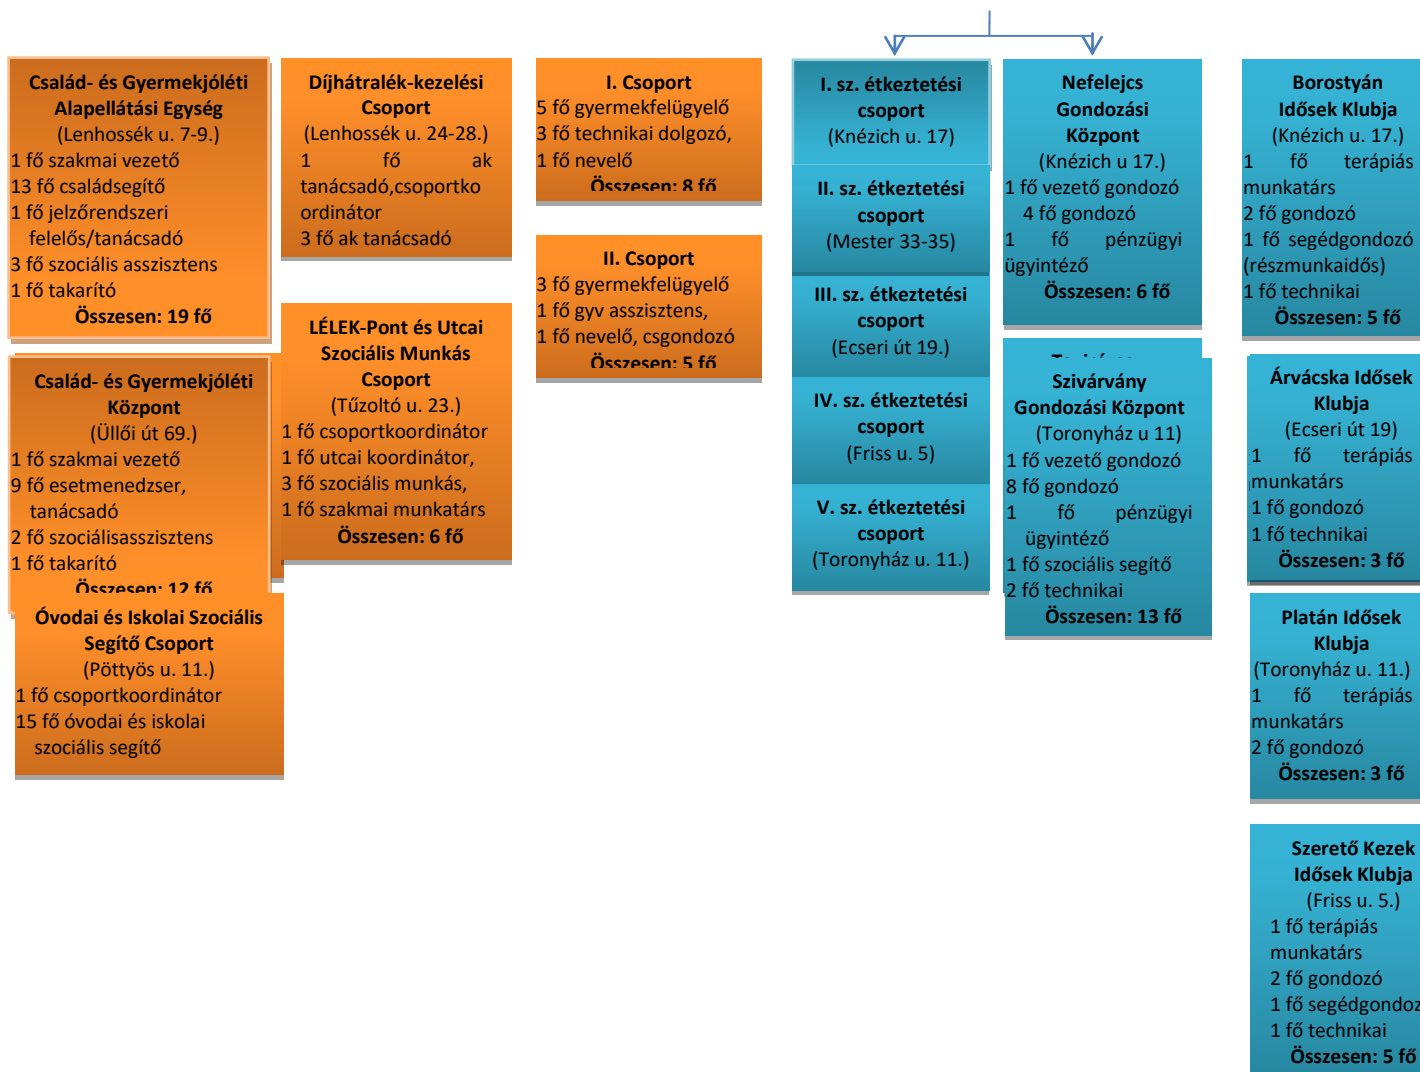 Család- és Gyermekjóléti
Alapellátási Egység
(Lenhossék u. 7-9.)
1 fő szakmai vezető
13 fő családsegítő
1 fő jelzőrendszeri
felelős/tanácsadó
3 fő szociális asszisztens
1 fő takarító
Összesen: 19 fő
Család- és Gyermekjóléti
Központ
(Üllői út 69.)
1 fő szakmai vezető
9 fő esetmenedzser,
tanácsadó
2 fő szociálisasszisztens
1 fő takarító
Összesen: 12 fő
Óvodai és Iskolai Szociális
Segítő Csoport
(Pöttyös u. 11.)
1 fő csoportkoordinátor
15 fő óvodai és iskolai
szociális segítő
Díjhátralék-kezelési
Csoport
(Lenhossék u. 24-28.)
1 fő ak
tanácsadó,csoportko
ordinátor
3 fő ak tanácsadó
LÉLEK-Pont és Utcai
Szociális Munkás
Csoport
(Tűzoltó u. 23.)
1 fő csoportkoordinátor
1 fő utcai koordinátor,
3 fő szociális munkás,
1 fő szakmai munkatárs
Összesen: 6 fő
I. Csoport
5 fő gyermekfelügyelő
3 fő technikai dolgozó,
1 fő nevelő
Összesen: 8 fő
II. Csoport
3 fő gyermekfelügyelő
1 fő gyv asszisztens,
1 fő nevelő, csgondozó
Összesen: 5 fő
I. sz. étkeztetési
csoport
(Knézich u. 17)
II. sz. étkeztetési
csoport
(Mester 33-35)
III. sz. étkeztetési
csoport
(Ecseri út 19.)
IV. sz. étkeztetési
csoport
(Friss u. 5)
V. sz. étkeztetési
csoport
(Toronyház u. 11.)
Nefelejcs
Gondozási
Központ
(Knézich u 17.)
1 fő vezető gondozó
4 fő gondozó
1 fő pénzügyi
ügyintéző
Összesen: 6 fő
Szivárvány
Gondozási Központ
(Toronyház u 11)
1 fő vezető gondozó
8 fő gondozó
1 fő pénzügyi
ügyintéző
1 fő szociális segítő
2 fő technikai
Összesen: 13 fő
Borostyán
Idősek Klubja
(Knézich u. 17.)
1 fő terápiás
munkatárs
2 fő gondozó
1 fő segédgondozó
(részmunkaidős)
1 fő technikai
Összesen: 5 fő
Árvácska Idősek
Klubja
(Ecseri út 19)
1 fő terápiás
munkatárs
1 fő gondozó
1 fő technikai
Összesen: 3 fő
Platán Idősek
Klubja
(Toronyház u. 11.)
1 fő terápiás
munkatárs
2 fő gondozó
Összesen: 3 fő
Szerető Kezek
Idősek Klubja
(Friss u. 5.)
1 fő terápiás
munkatárs
2 fő gondozó
1 fő segédgondoz
1 fő technikai
Összesen: 5 fő